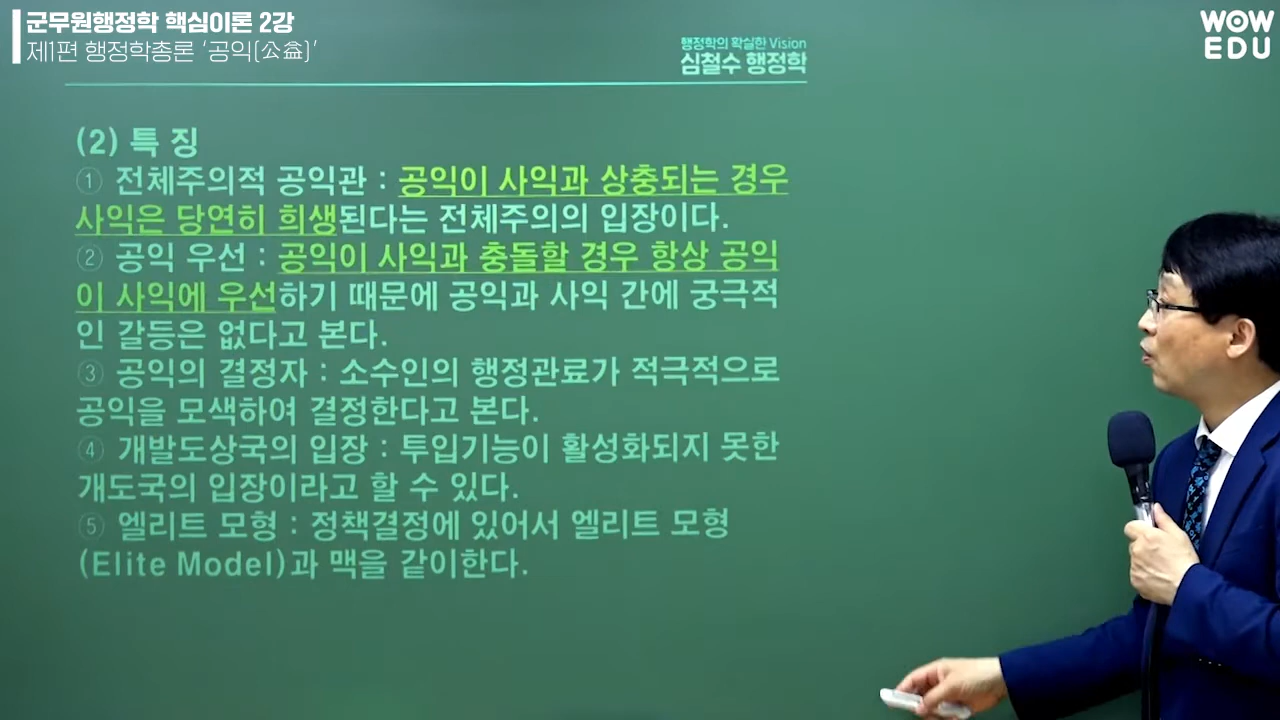 군무원행정학 핵심이론 2강
제1편 행정학총론 '공익(公益)'
행정학의 확실한 Vision
심철수 행정학
WOW
EDU
(2) 특 징
① 전체주의적 공익관 : 공익이 사익과 상충되는 경우
사익은 당연히 희생된다는 전체주의의 입장이다.
② 공익 우선 : 공익이 사익과 충돌할 경우 항상 공익
이 사익에 우선하기 때문에 공익과 사익 간에 궁극적
인 갈등은 없다고 본다.
③ 공익의 결정자 : 소수인의 행정관료가 적극적으로
공익을 모색하여 결정한다고 본다.
④ 개발도상국의 입장 : 투입기능이 활성화되지 못한
개도국의 입장이라고 할 수 있다.
⑤ 엘리트 모형 : 정책결정에 있어서 엘리트 모형
(Elite Model)과 맥을 같이한다.